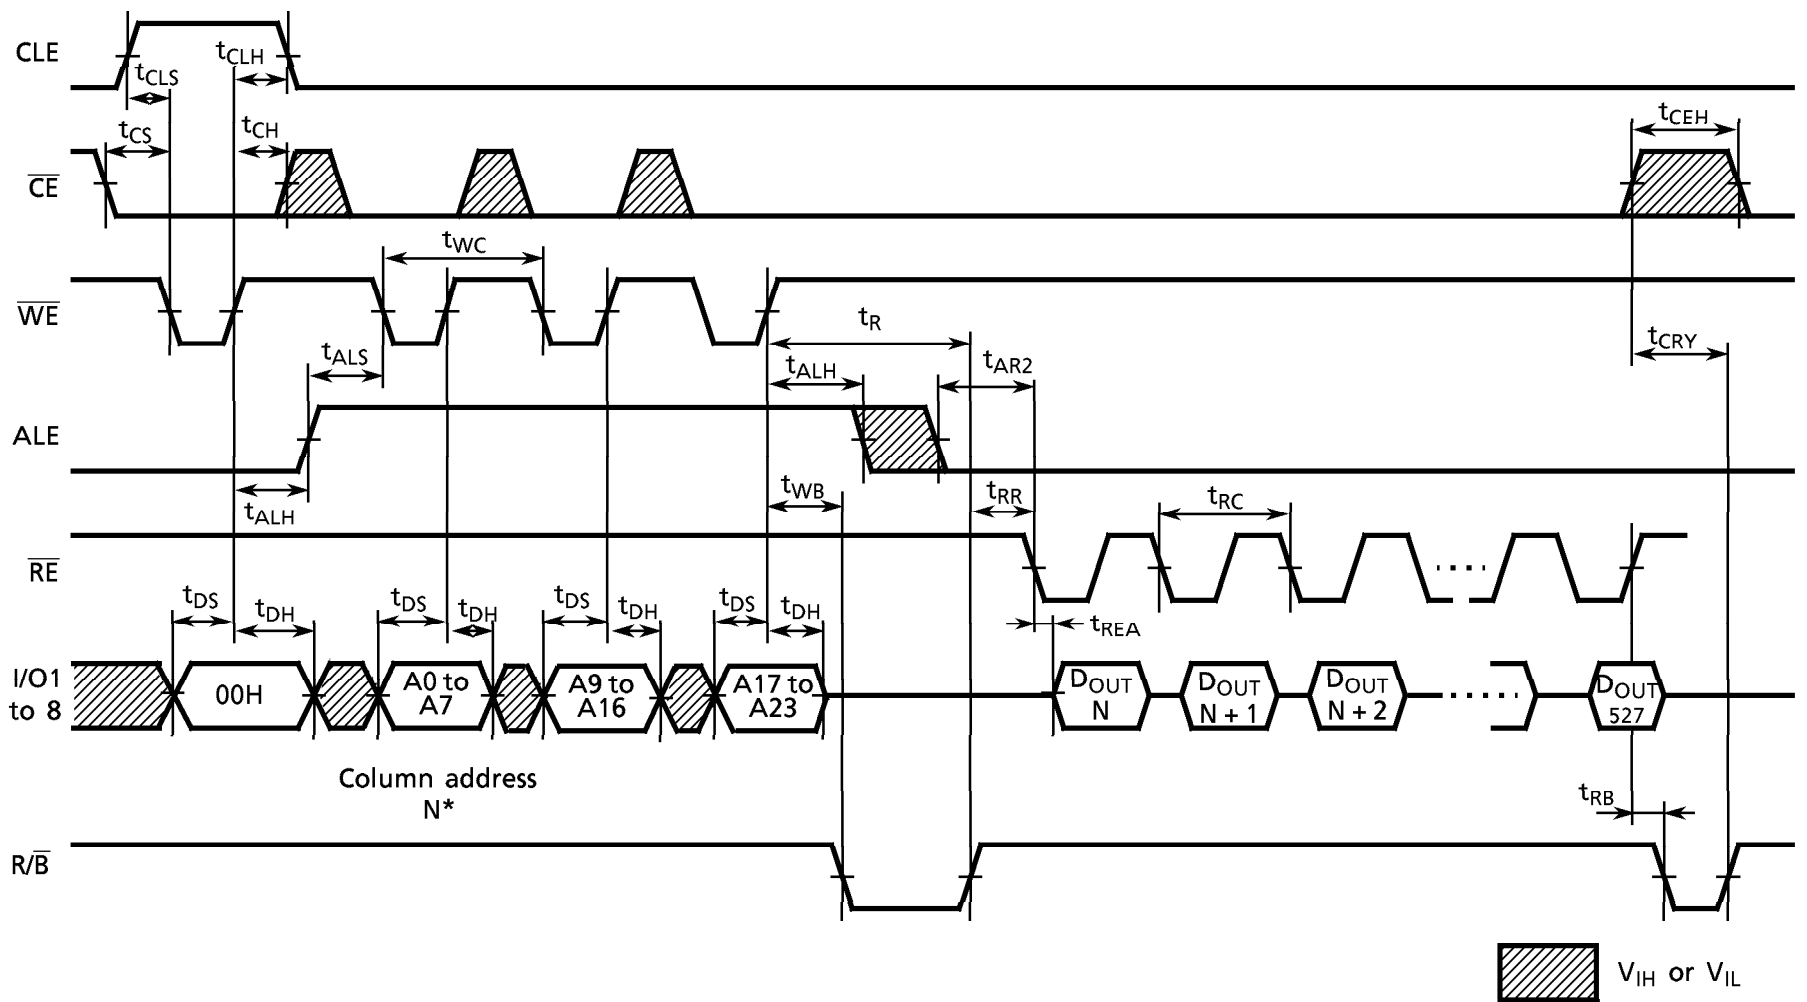 CLE
tCLS
tCLH
CE
tCS
tCH
tCEH
WE
tWC
tALS
tR
tALH
tAR2
tCRY
ALE
tALH
tWB
tRR
tRC
RE
tDS
tDH
tDS
tDH
tDS
tDH
tDS
tDH
tREA
I/O1
to 8
00H
A0 to
A7
A9 to
A16
A17 to
A23
DOUT
N
DOUT
N + 1
DOUT
N + 2
DOUT
527
Column address
N*
tRB
R/B
VIH or VIL